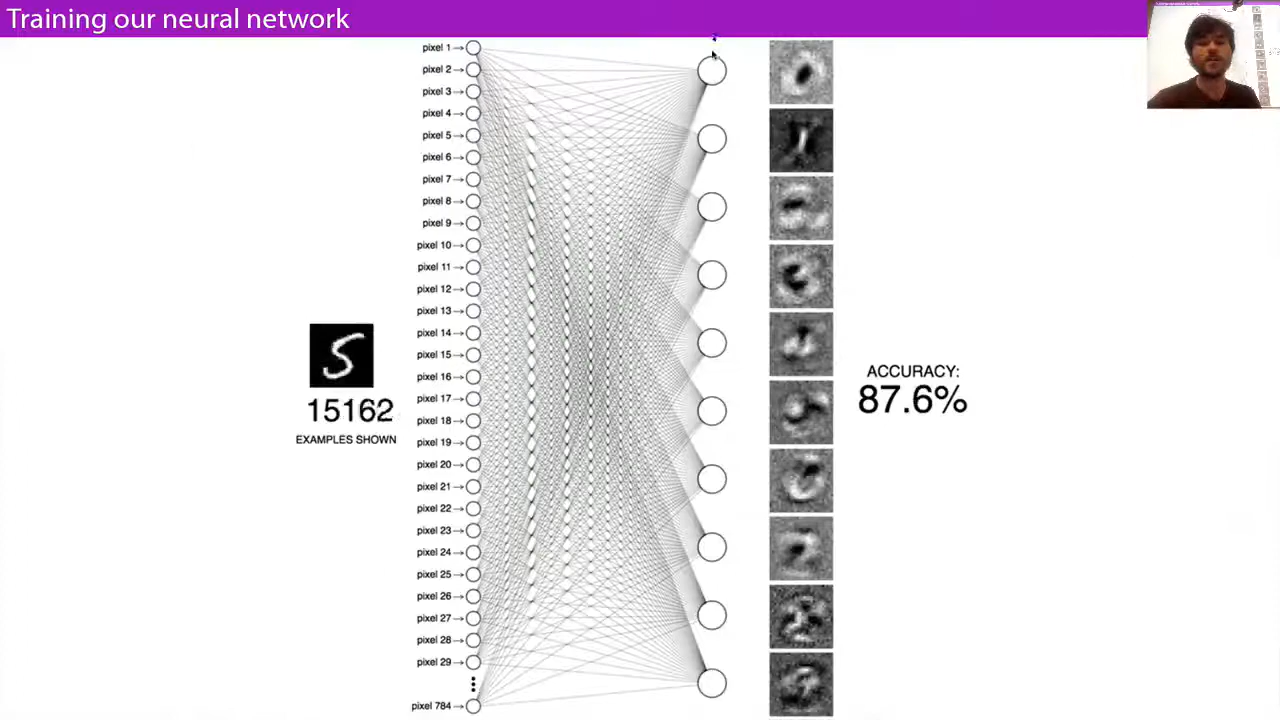 Training our neural network
pixel 1
pixel 2
pixel 3
pixel 4
pixel 5
pixel 6
pixel 7
pixel 8
pixel 9
pixel 10
pixel 11
pixel 12
pixel 13
pixel 14
pixel 15
pixel 16
pixel 17
pixel 18
pixel 19
pixel 20
pixel 21
pixel 22
pixel 23
pixel 24
pixel 25
pixel 26
pixel 27
pixel 28
pixel 29
pixel 784
5
15162
EXAMPLES SHOWN
ACCURACY:
87.6%